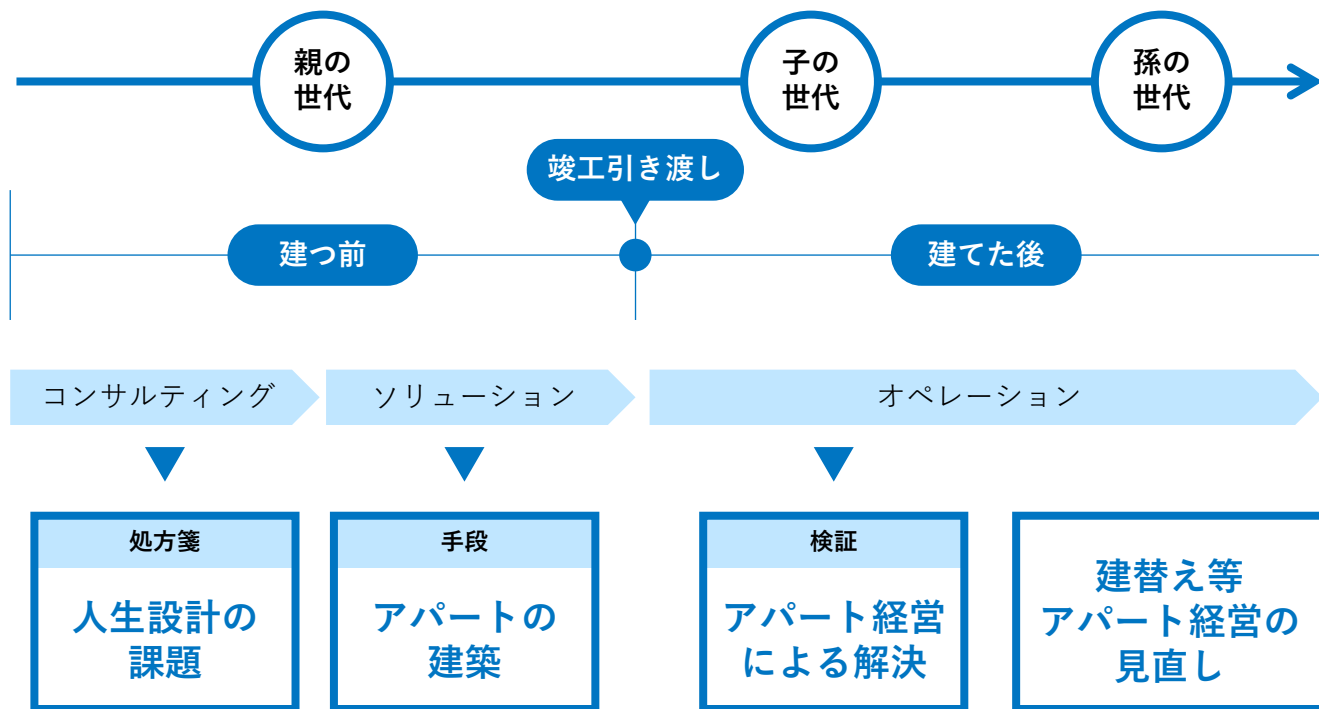 親の
世代
子の
世代
孫の
世代
竣工引き渡し
建つ前
建てた後
コンサルティング
ソリューション
オペレーション
処方箋
人生設計の
課題
手段
アパートの
建築
検証
アパート経営
による解決
建替え等
アパート経営の
見直し